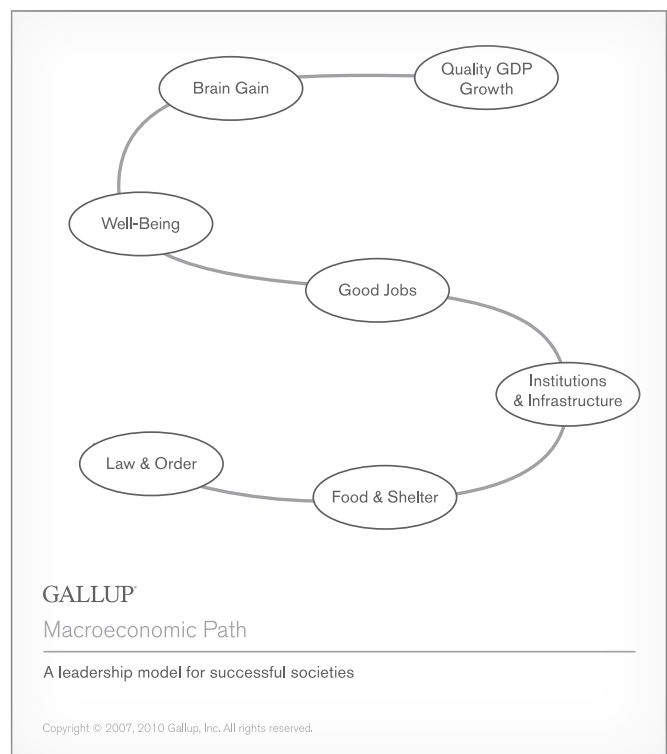 Quality GDP
Growth
Brain Gain
Well-Being
Good Jobs
Institutions
& Infrastructure
Law & Order
Food & Shelter
GALLUP®
Macroeconomic Path
A leadership model for successful societies
Copyright © 2007, 2010 Gallup, Inc. All rights reserved.